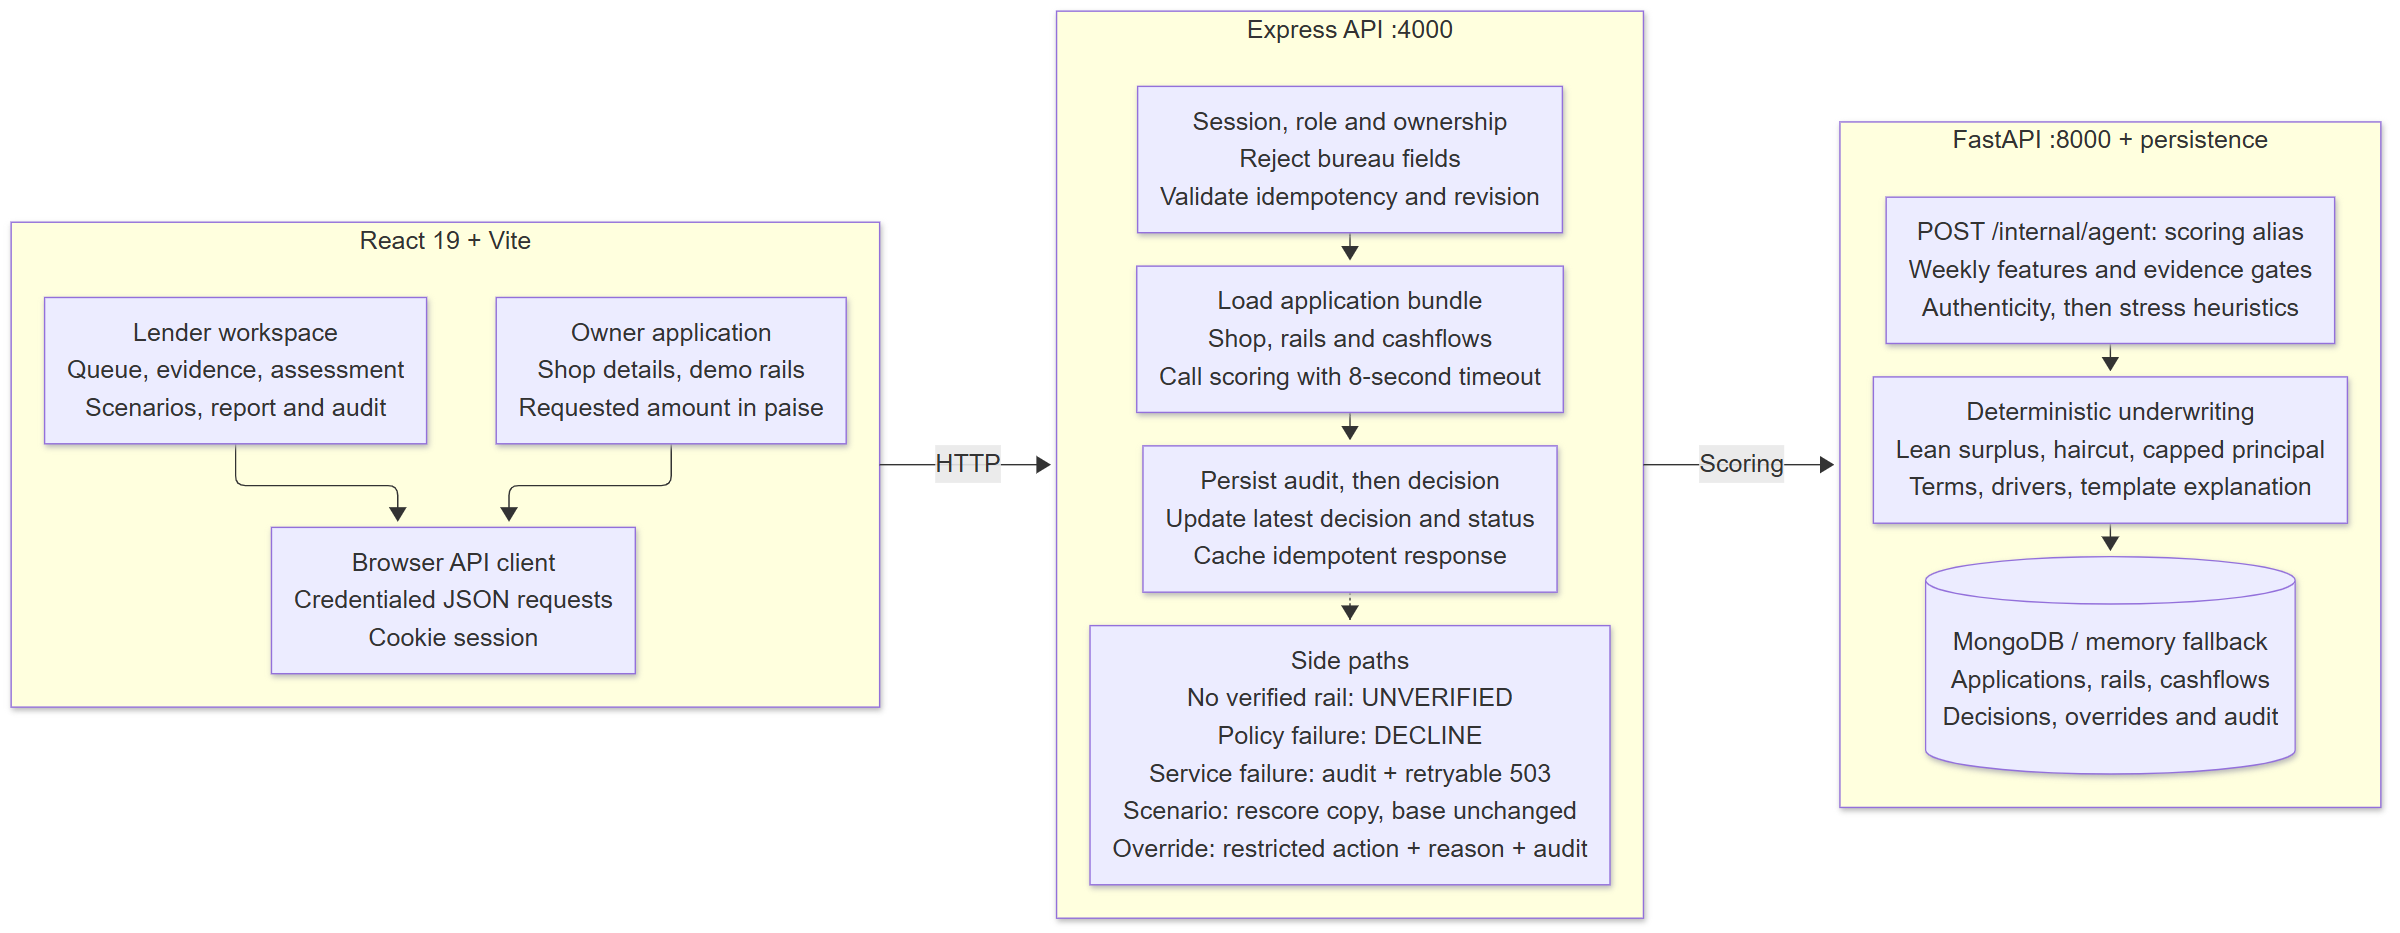 React 19 + Vite
Lender workspace
Queue, evidence, assessment
Scenarios, report and audit
Owner application
Shop details, demo rails
Requested amount in paise
Browser API client
Credentialed JSON requests
Cookie session
HTTP
Express API :4000
Session, role and ownership
Reject bureau fields
Validate idempotency and revision
Load application bundle
Shop, rails and cashflows
Call scoring with 8-second timeout
Persist audit, then decision
Update latest decision and status
Cache idempotent response
Side paths
No verified rail: UNVERIFIED
Policy failure: DECLINE
Service failure: audit + retryable 503
Scenario: rescore copy, base unchanged
Override: restricted action + reason + audit
Scoring
FastAPI :8000 + persistence
POST /internal/agent: scoring alias
Weekly features and evidence gates
Authenticity, then stress heuristics
Deterministic underwriting
Lean surplus, haircut, capped principal
Terms, drivers, template explanation
MongoDB / memory fallback
Applications, rails, cashflows
Decisions, overrides and audit